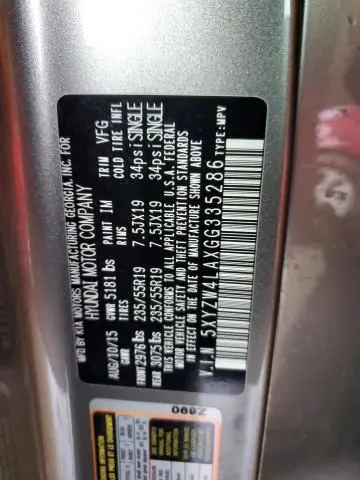 MFD. BY KIA MOTORS MANUFACTURING GEORGIA, INC. FOR
HYUNDAI MOTOR COMPANY
AUG/10/15 GVWR 5181 lbs PAINT IM TRIM VFG
GAWR TIRES RIMS COLD TIRE INFL
FRONT 2976 lbs 235/55R19 7.5JX19 34psi SINGLE
REAR 3075 lbs 235/55R19 7.5JX19 34psi SINGLE
THIS VEHICLE CONFORMS TO ALL APPLICABLE U.S.A. FEDERAL
MOTOR VEHICLE SAFETY AND THEFT PREVENTION STANDARDS
IN EFFECT ON THE DATE OF MANUFACTURE SHOWN ABOVE.
V.I.N 5XYZW4LAXGG335286
TYPE:MPV
Z690